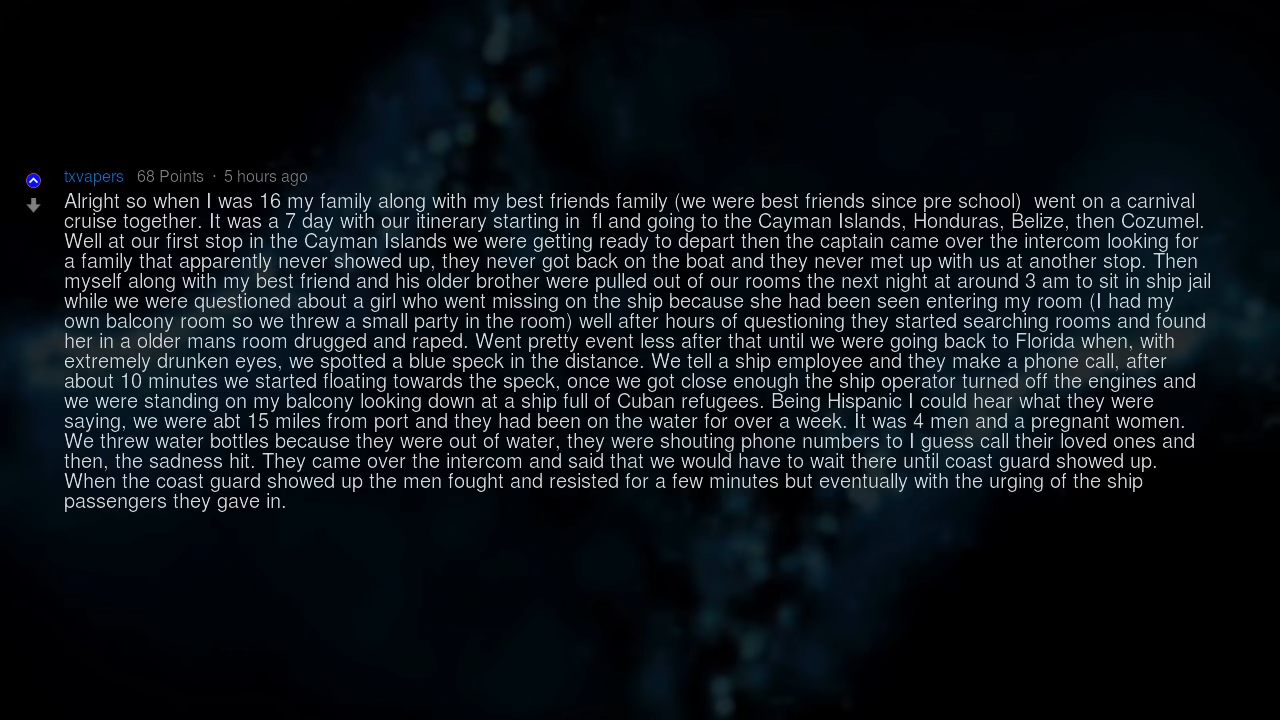 txvapers 68 Points · 5 hours ago
Alright so when I was 16 my family along with my best friends family (we were best friends since pre school)  went on a carnival
cruise together. It was a 7 day with our itinerary starting in  fl and going to the Cayman Islands, Honduras, Belize, then Cozumel.
Well at our first stop in the Cayman Islands we were getting ready to depart then the captain came over the intercom looking for
a family that apparently never showed up, they never got back on the boat and they never met up with us at another stop. Then
myself along with my best friend and his older brother were pulled out of our rooms the next night at around 3 am to sit in ship jail
while we were questioned about a girl who went missing on the ship because she had been seen entering my room (I had my
own balcony room so we threw a small party in the room) well after hours of questioning they started searching rooms and found
her in a older mans room drugged and raped. Went pretty event less after that until we were going back to Florida when, with
extremely drunken eyes, we spotted a blue speck in the distance. We tell a ship employee and they make a phone call, after
about 10 minutes we started floating towards the speck, once we got close enough the ship operator turned off the engines and
we were standing on my balcony looking down at a ship full of Cuban refugees. Being Hispanic I could hear what they were
saying, we were abt 15 miles from port and they had been on the water for over a week. It was 4 men and a pregnant women.
We threw water bottles because they were out of water, they were shouting phone numbers to I guess call their loved ones and
then, the sadness hit. They came over the intercom and said that we would have to wait there until coast guard showed up.
When the coast guard showed up the men fought and resisted for a few minutes but eventually with the urging of the ship
passengers they gave in.